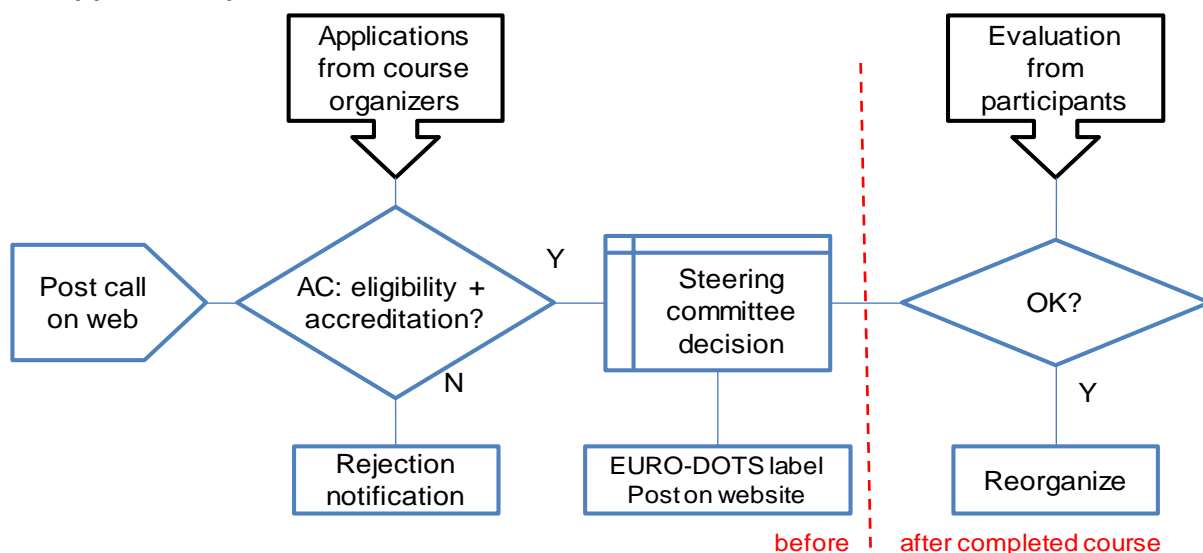 Applications
from course
organizers
Evaluation
from
participants
Post call
on web
AC: eligibility +
accreditation?
Y
N
Steering
committee
decision
OK?
Y
Rejection
notification
EURO-DOTS label
Post on website
Reorganize
before
after completed course